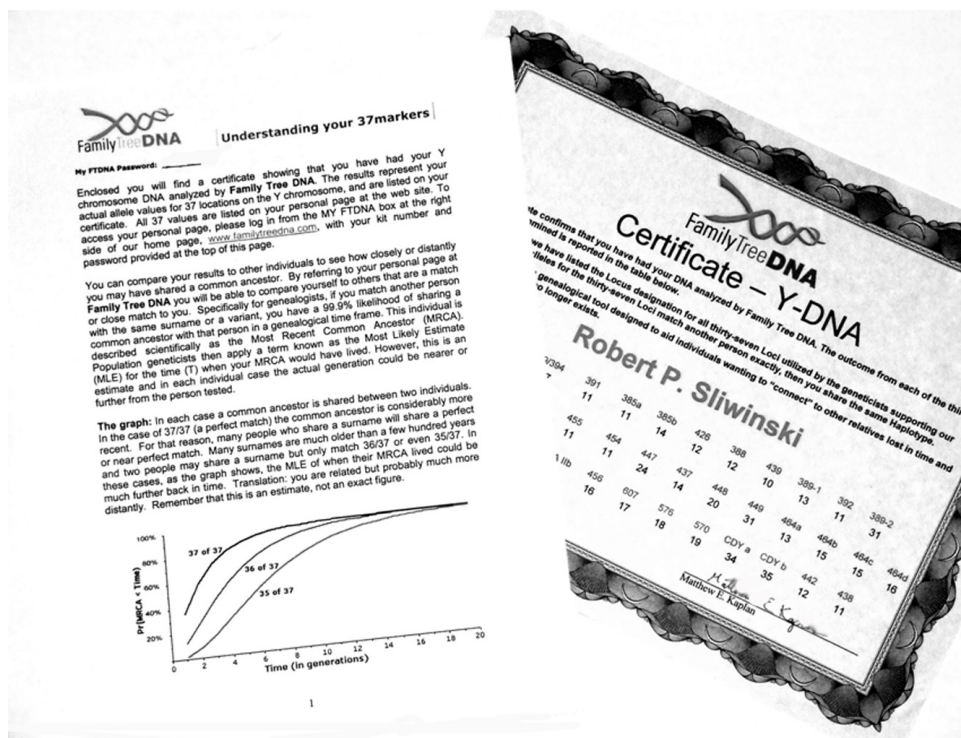 FamilyTreeDNA
Understanding your 37markers
My FTDNA Password:
Enclosed you will find a certificate showing that you have had your Y
chromosome DNA analyzed by Family Tree DNA. The results represent your
actual allele values for 37 locations on the Y chromosome, and are listed on your
certificate. All 37 values are listed on your personal page at the web site. To
access your personal page, please log in from the MY FTDNA box at the right
side of our home page, www.familytreedna.com, with your kit number and
password provided at the top of this page.
You can compare your results to other individuals to see how closely or distantly
you may have shared a common ancestor. By referring to your personal page at
Family Tree DNA you will be able to compare yourself to others that are a match
or close match to you. Specifically for genealogists, if you match another person
with the same surname or a variant, you have a 99.9% likelihood of sharing a
common ancestor with that person in a genealogical time frame. This individual is
described scientifically as the Most Recent Common Ancestor (MRCA).
Population geneticists then apply a term known as the Most Likely Estimate
(MLE) for the time (T) when your MRCA would have lived. However, this is an
estimate and in each individual case the actual generation could be nearer or
further from the person tested.
The graph: In each case a common ancestor is shared between two individuals.
In the case of 37/37 (a perfect match) the common ancestor is considerably more
recent. For that reason, many people who share a surname will share a perfect
or near perfect match. Many surnames are much older than a few hundred years
and two people may share a surname but only match 36/37 or even 35/37. In
these cases, as the graph shows, the MLE of when their MRCA lived could be
much further back in time. Translation: you are related but probably much more
distantly. Remember that this is an estimate, not an exact figure.
Pr[MRCA < Time]
100%
80%
60%
40%
20%
37 of 37
36 of 37
35 of 37
0 2 4 6 8 10 12 14 16 18 20
Time (in generations)
1
FamilyTreeDNA
Certificate – Y-DNA
confirms that you have had your DNA analyzed by Family Tree DNA. The outcome from each of the
is reported in the table below.
we have listed the Locus designation for all thirty-seven Loci utilized by the geneticists supporting our
alleles for the thirty-seven Loci match another person exactly, then you share the same Haplotype.
genealogical tool designed to aid individuals wanting to "connect" to other relatives lost in time and
longer exists.
Robert P. Sliwinski
391 385a 385b 426 388 439 389-1 392 389-2
11 11 14 12 12 10 13 11 31
455 454 447 437 448 449 464a 464b 464c 464d
11 11 24 14 20 31 13 15 15 16
456 607 576 570 CDY a CDY b 442 438
16 17 18 19 34 35 12 11
Matthew E. Kaplan